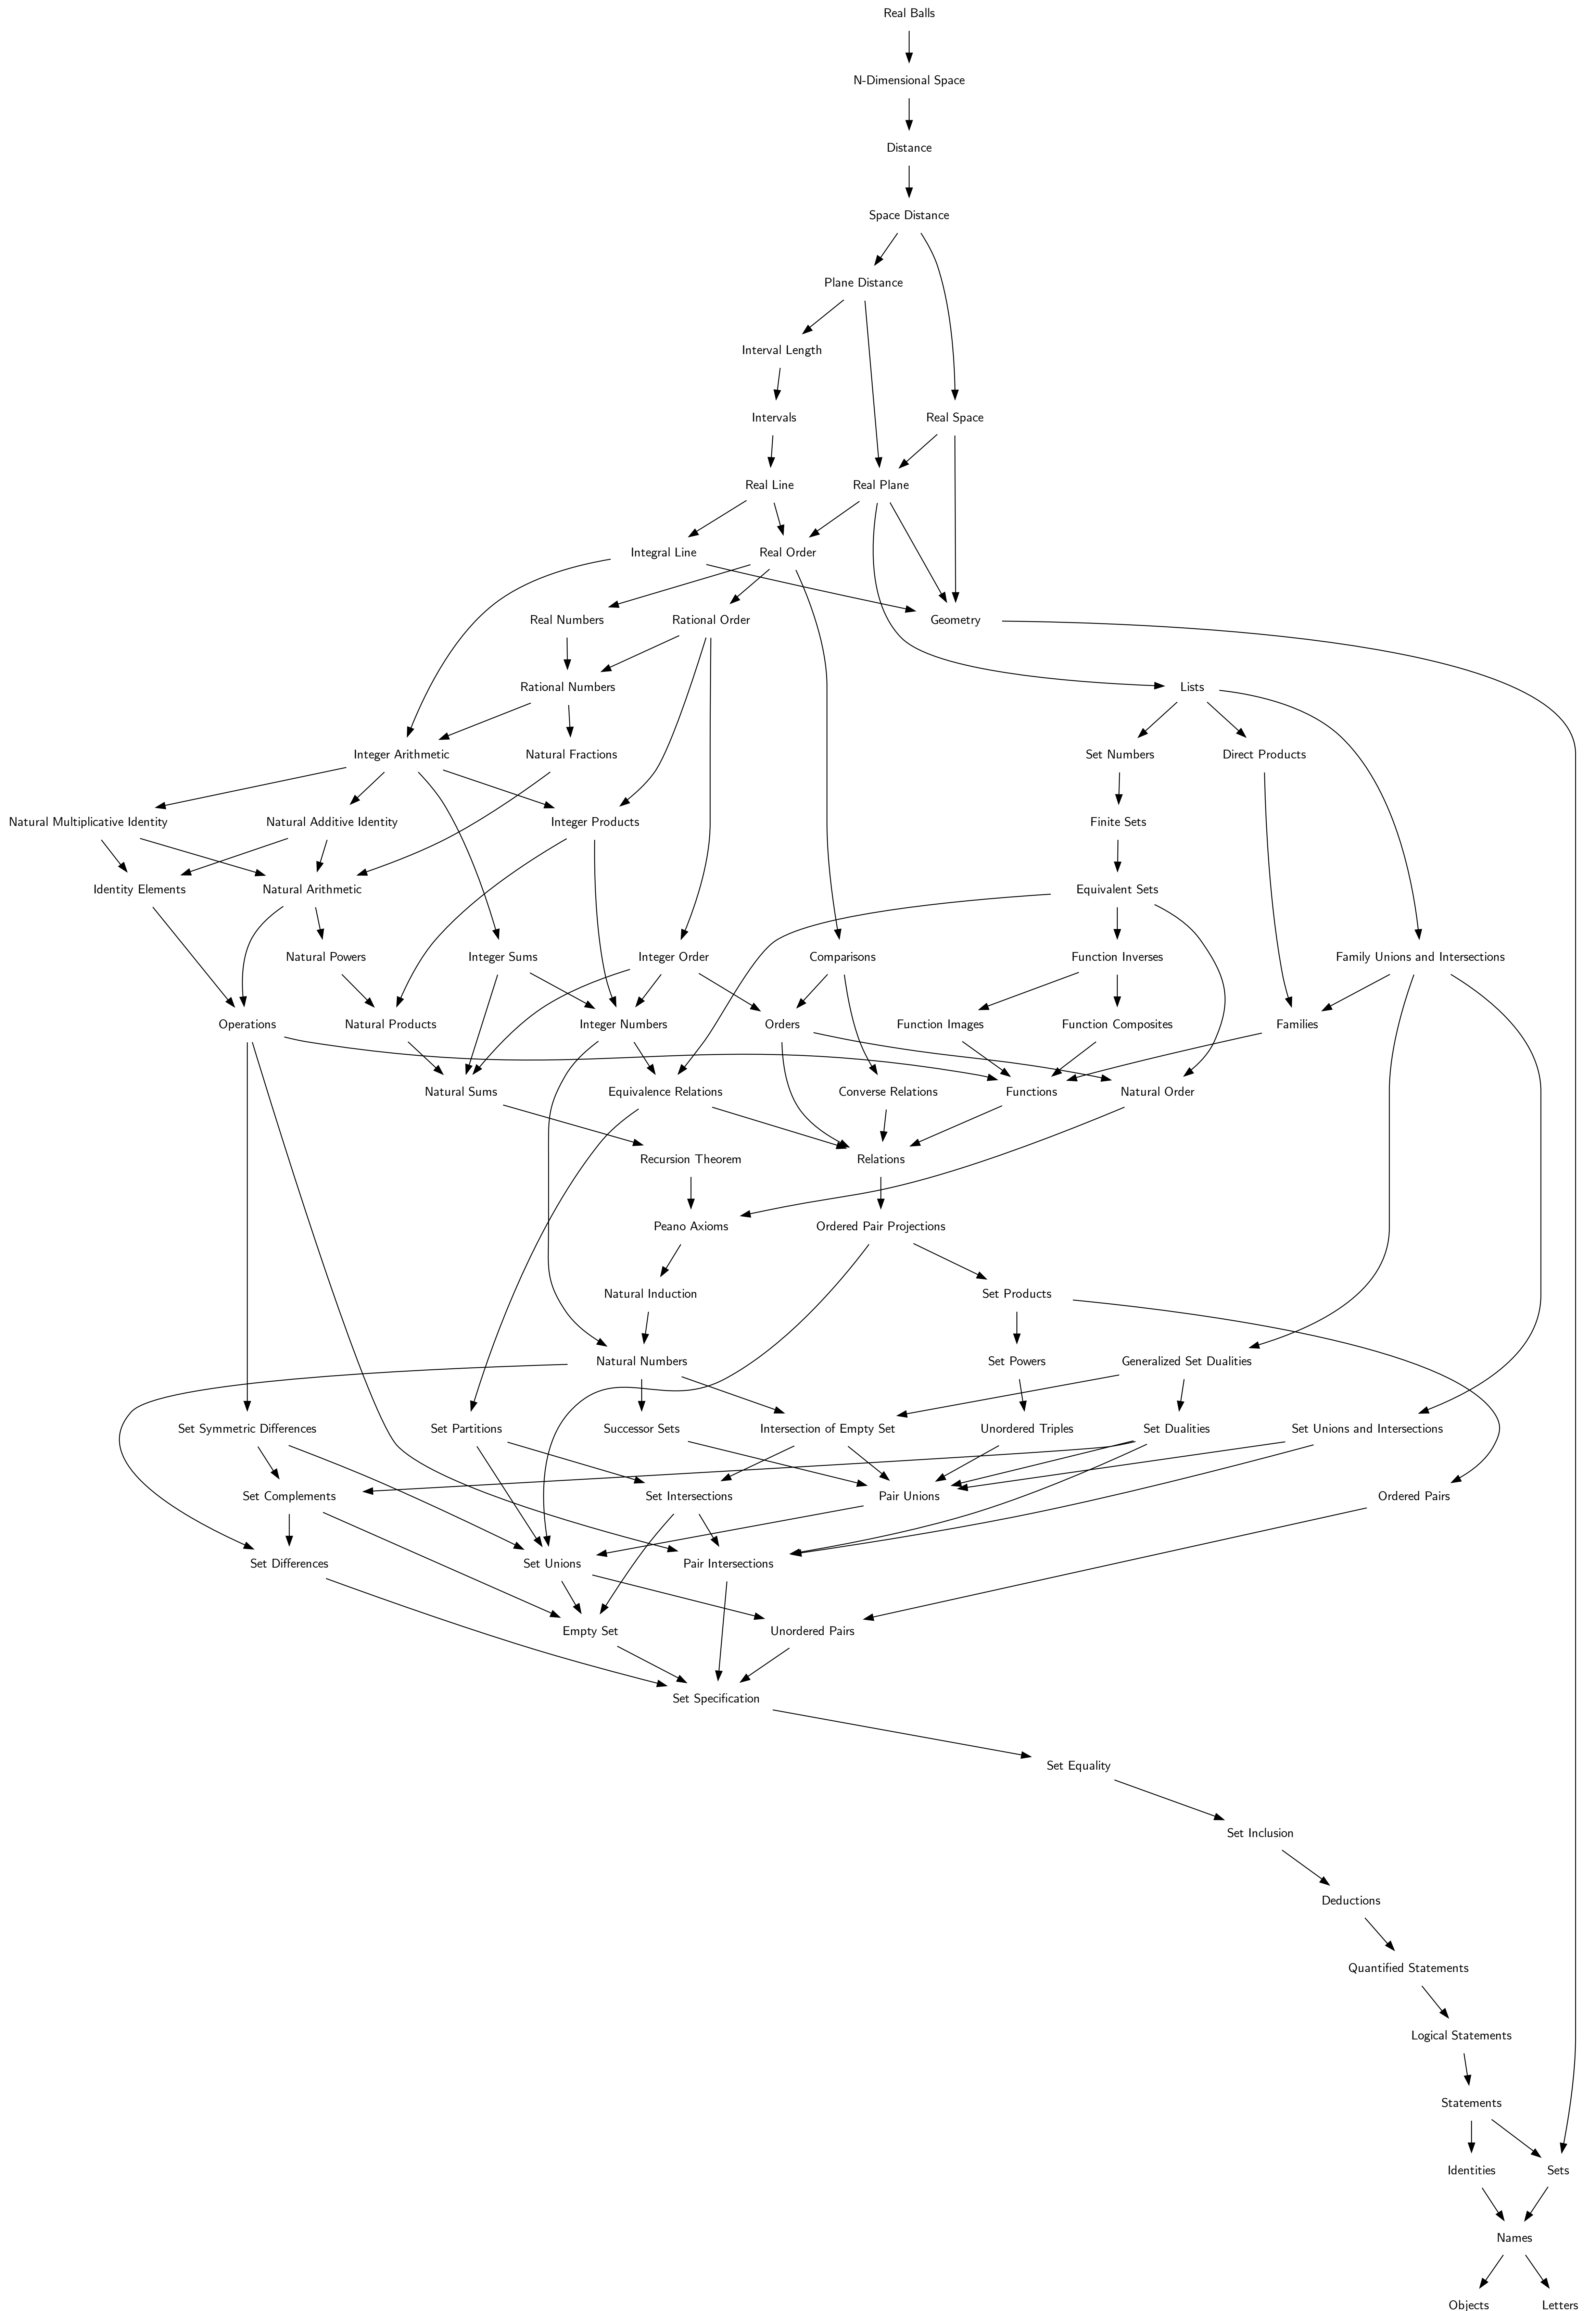 Real Balls
N-Dimensional Space
Distance
Space Distance
Plane Distance
Interval Length
Intervals
Real Space
Real Line
Real Plane
Integral Line
Real Order
Real Numbers
Rational Order
Geometry
Rational Numbers
Lists
Integer Arithmetic
Natural Fractions
Set Numbers
Direct Products
Natural Multiplicative Identity
Natural Additive Identity
Integer Products
Finite Sets
Identity Elements
Natural Arithmetic
Equivalent Sets
Natural Powers
Integer Sums
Integer Order
Comparisons
Function Inverses
Family Unions and Intersections
Operations
Natural Products
Integer Numbers
Orders
Function Images
Function Composites
Families
Natural Sums
Equivalence Relations
Converse Relations
Functions
Natural Order
Recursion Theorem
Relations
Peano Axioms
Ordered Pair Projections
Natural Induction
Set Products
Natural Numbers
Set Powers
Generalized Set Dualities
Set Symmetric Differences
Set Partitions
Successor Sets
Intersection of Empty Set
Unordered Triples
Set Dualities
Set Unions and Intersections
Set Complements
Set Intersections
Pair Unions
Ordered Pairs
Set Differences
Set Unions
Pair Intersections
Empty Set
Unordered Pairs
Set Specification
Set Equality
Set Inclusion
Deductions
Quantified Statements
Logical Statements
Statements
Identities
Sets
Names
Objects
Letters